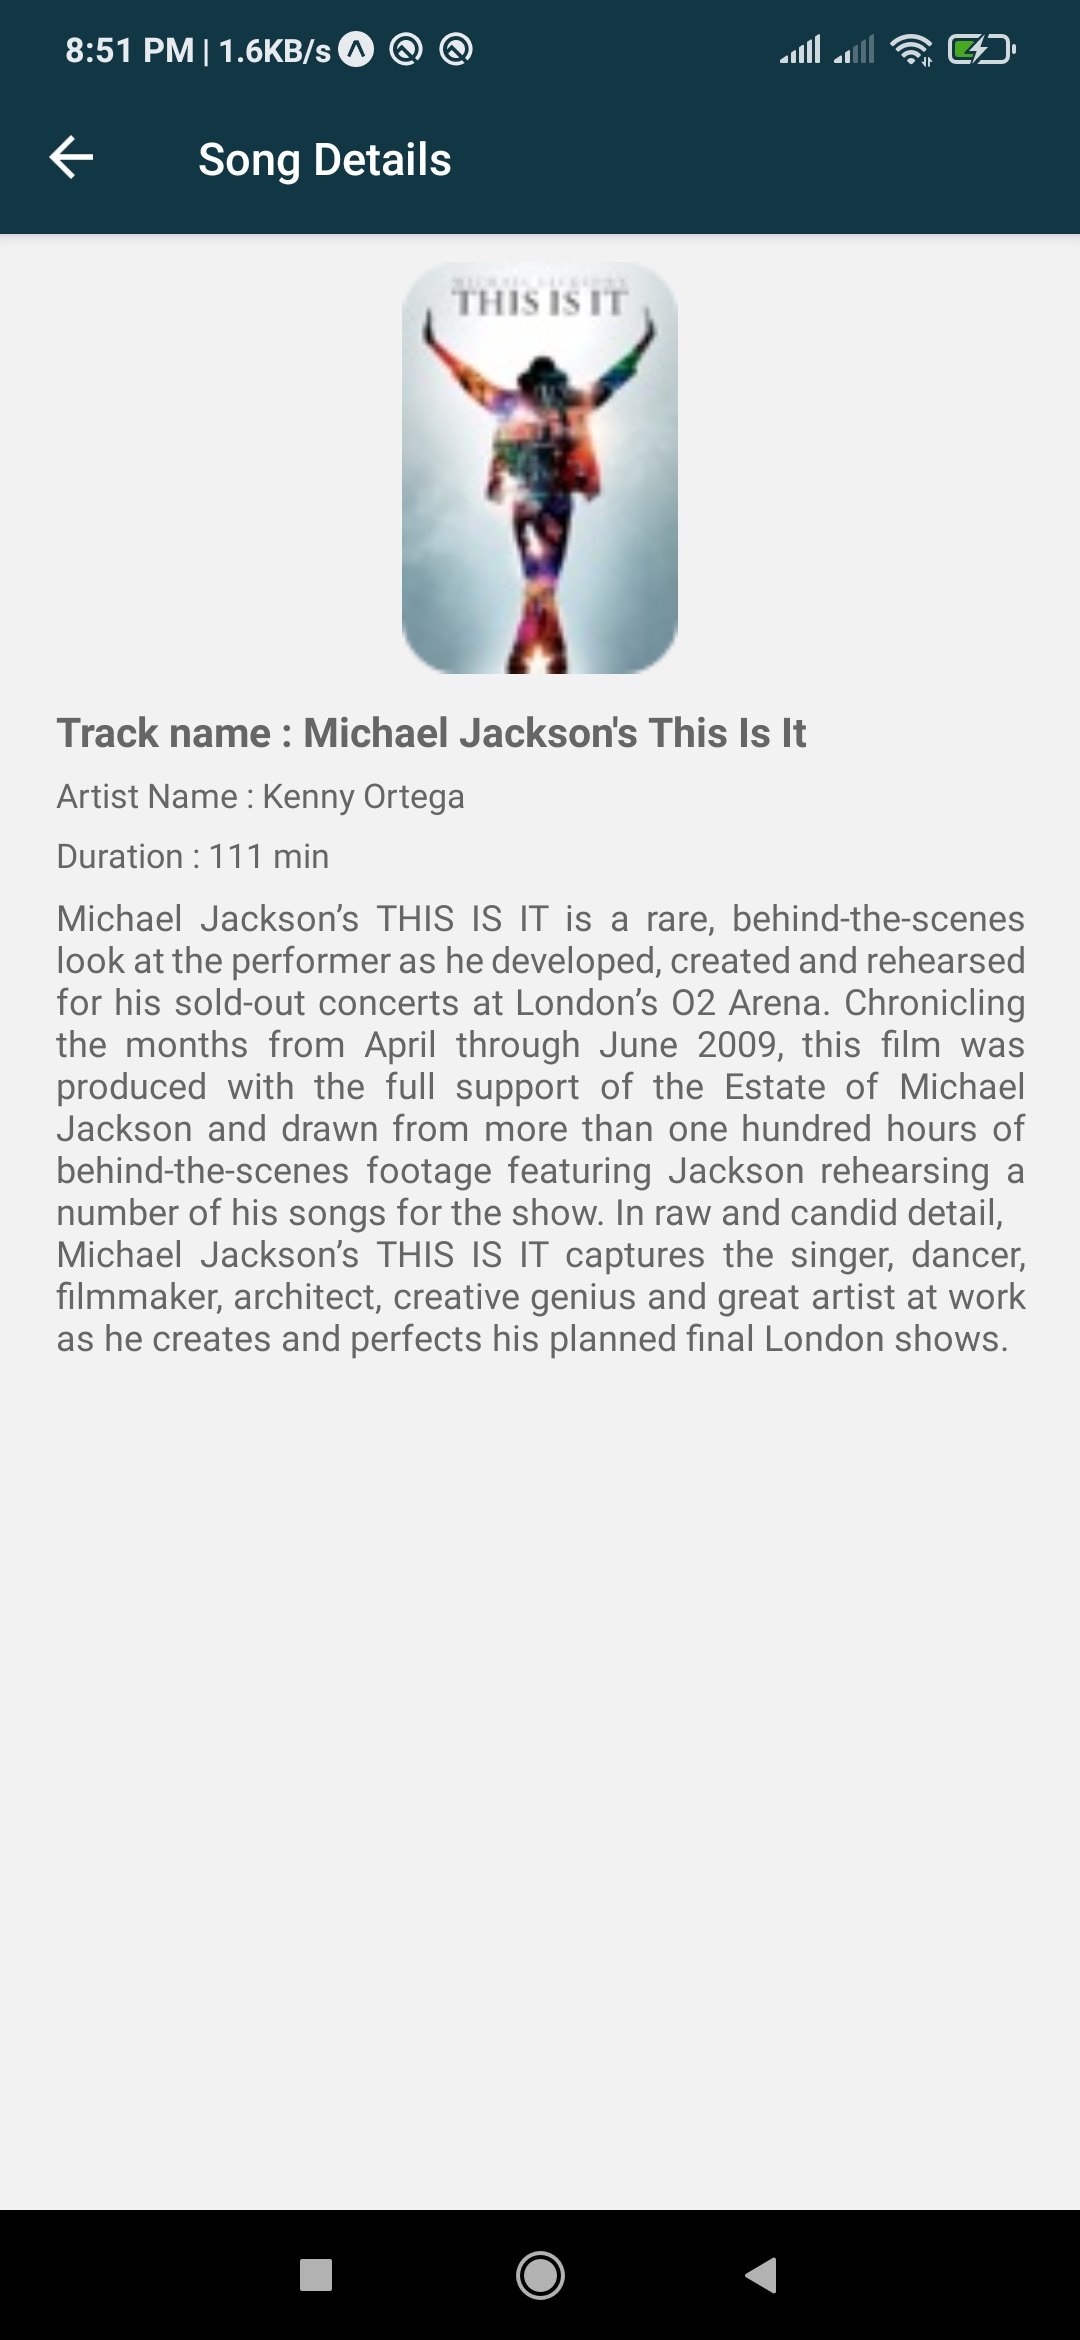 8:51 PM | 1.6KB/s
Song Details
MICHAEL JACKSON'S
THIS IS IT
Track name : Michael Jackson's This Is It
Artist Name : Kenny Ortega
Duration : 111 min
Michael Jackson’s THIS IS IT is a rare, behind-the-scenes
look at the performer as he developed, created and rehearsed
for his sold-out concerts at London’s O2 Arena. Chronicling
the months from April through June 2009, this film was
produced with the full support of the Estate of Michael
Jackson and drawn from more than one hundred hours of
behind-the-scenes footage featuring Jackson rehearsing a
number of his songs for the show. In raw and candid detail,
Michael Jackson’s THIS IS IT captures the singer, dancer,
filmmaker, architect, creative genius and great artist at work
as he creates and perfects his planned final London shows.